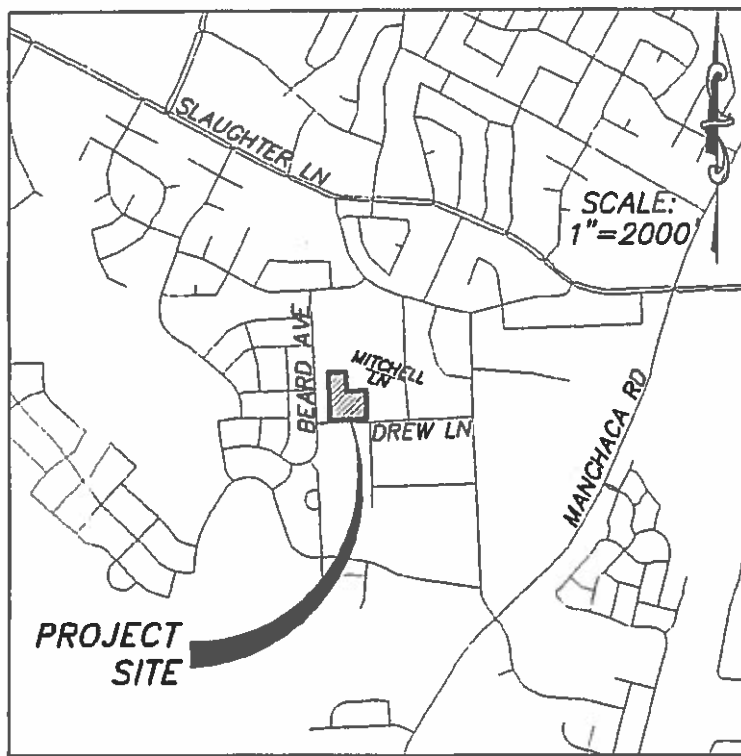 SLAUGHTER LN
SCALE:
1"=2000'
BEARD AVE
MITCHELL
LN
DREW LN
MANCHACA RD
PROJECT
SITE